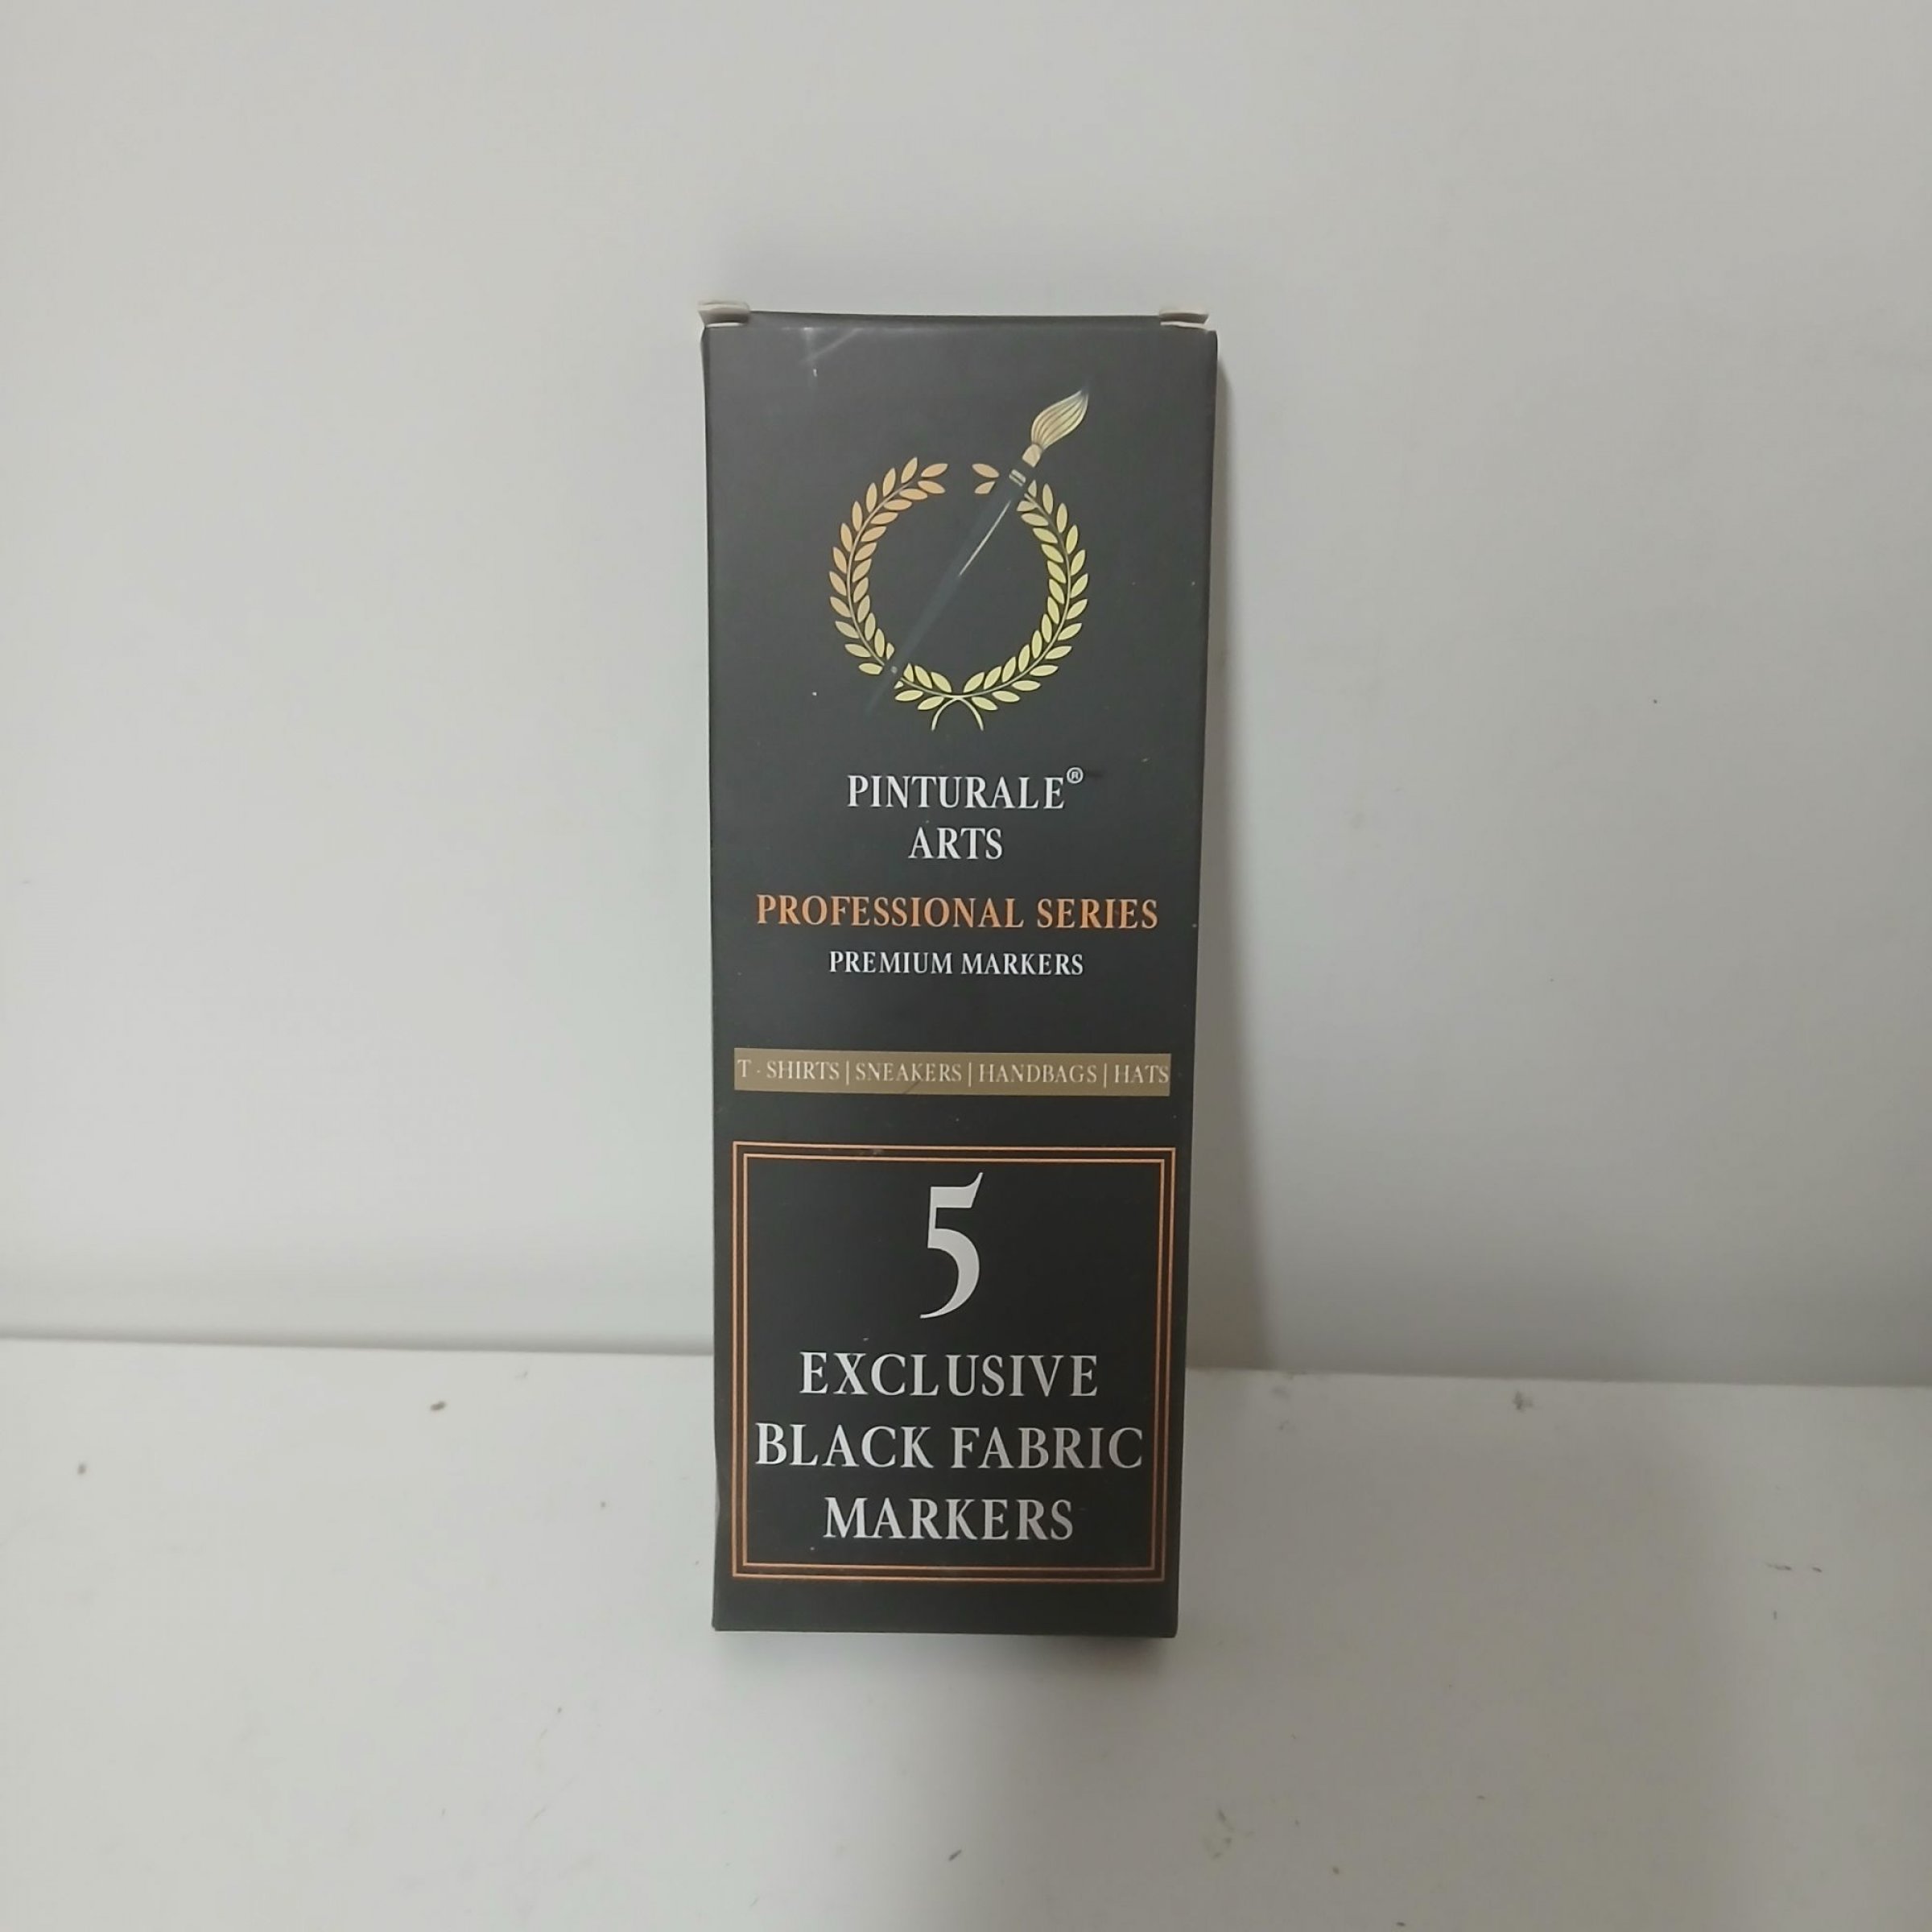 PINTURALE®
ARTS
PROFESSIONAL SERIES
PREMIUM MARKERS
T - SHIRTS | SNEAKERS | HANDBAGS | HATS
5
EXCLUSIVE
BLACK FABRIC
MARKERS